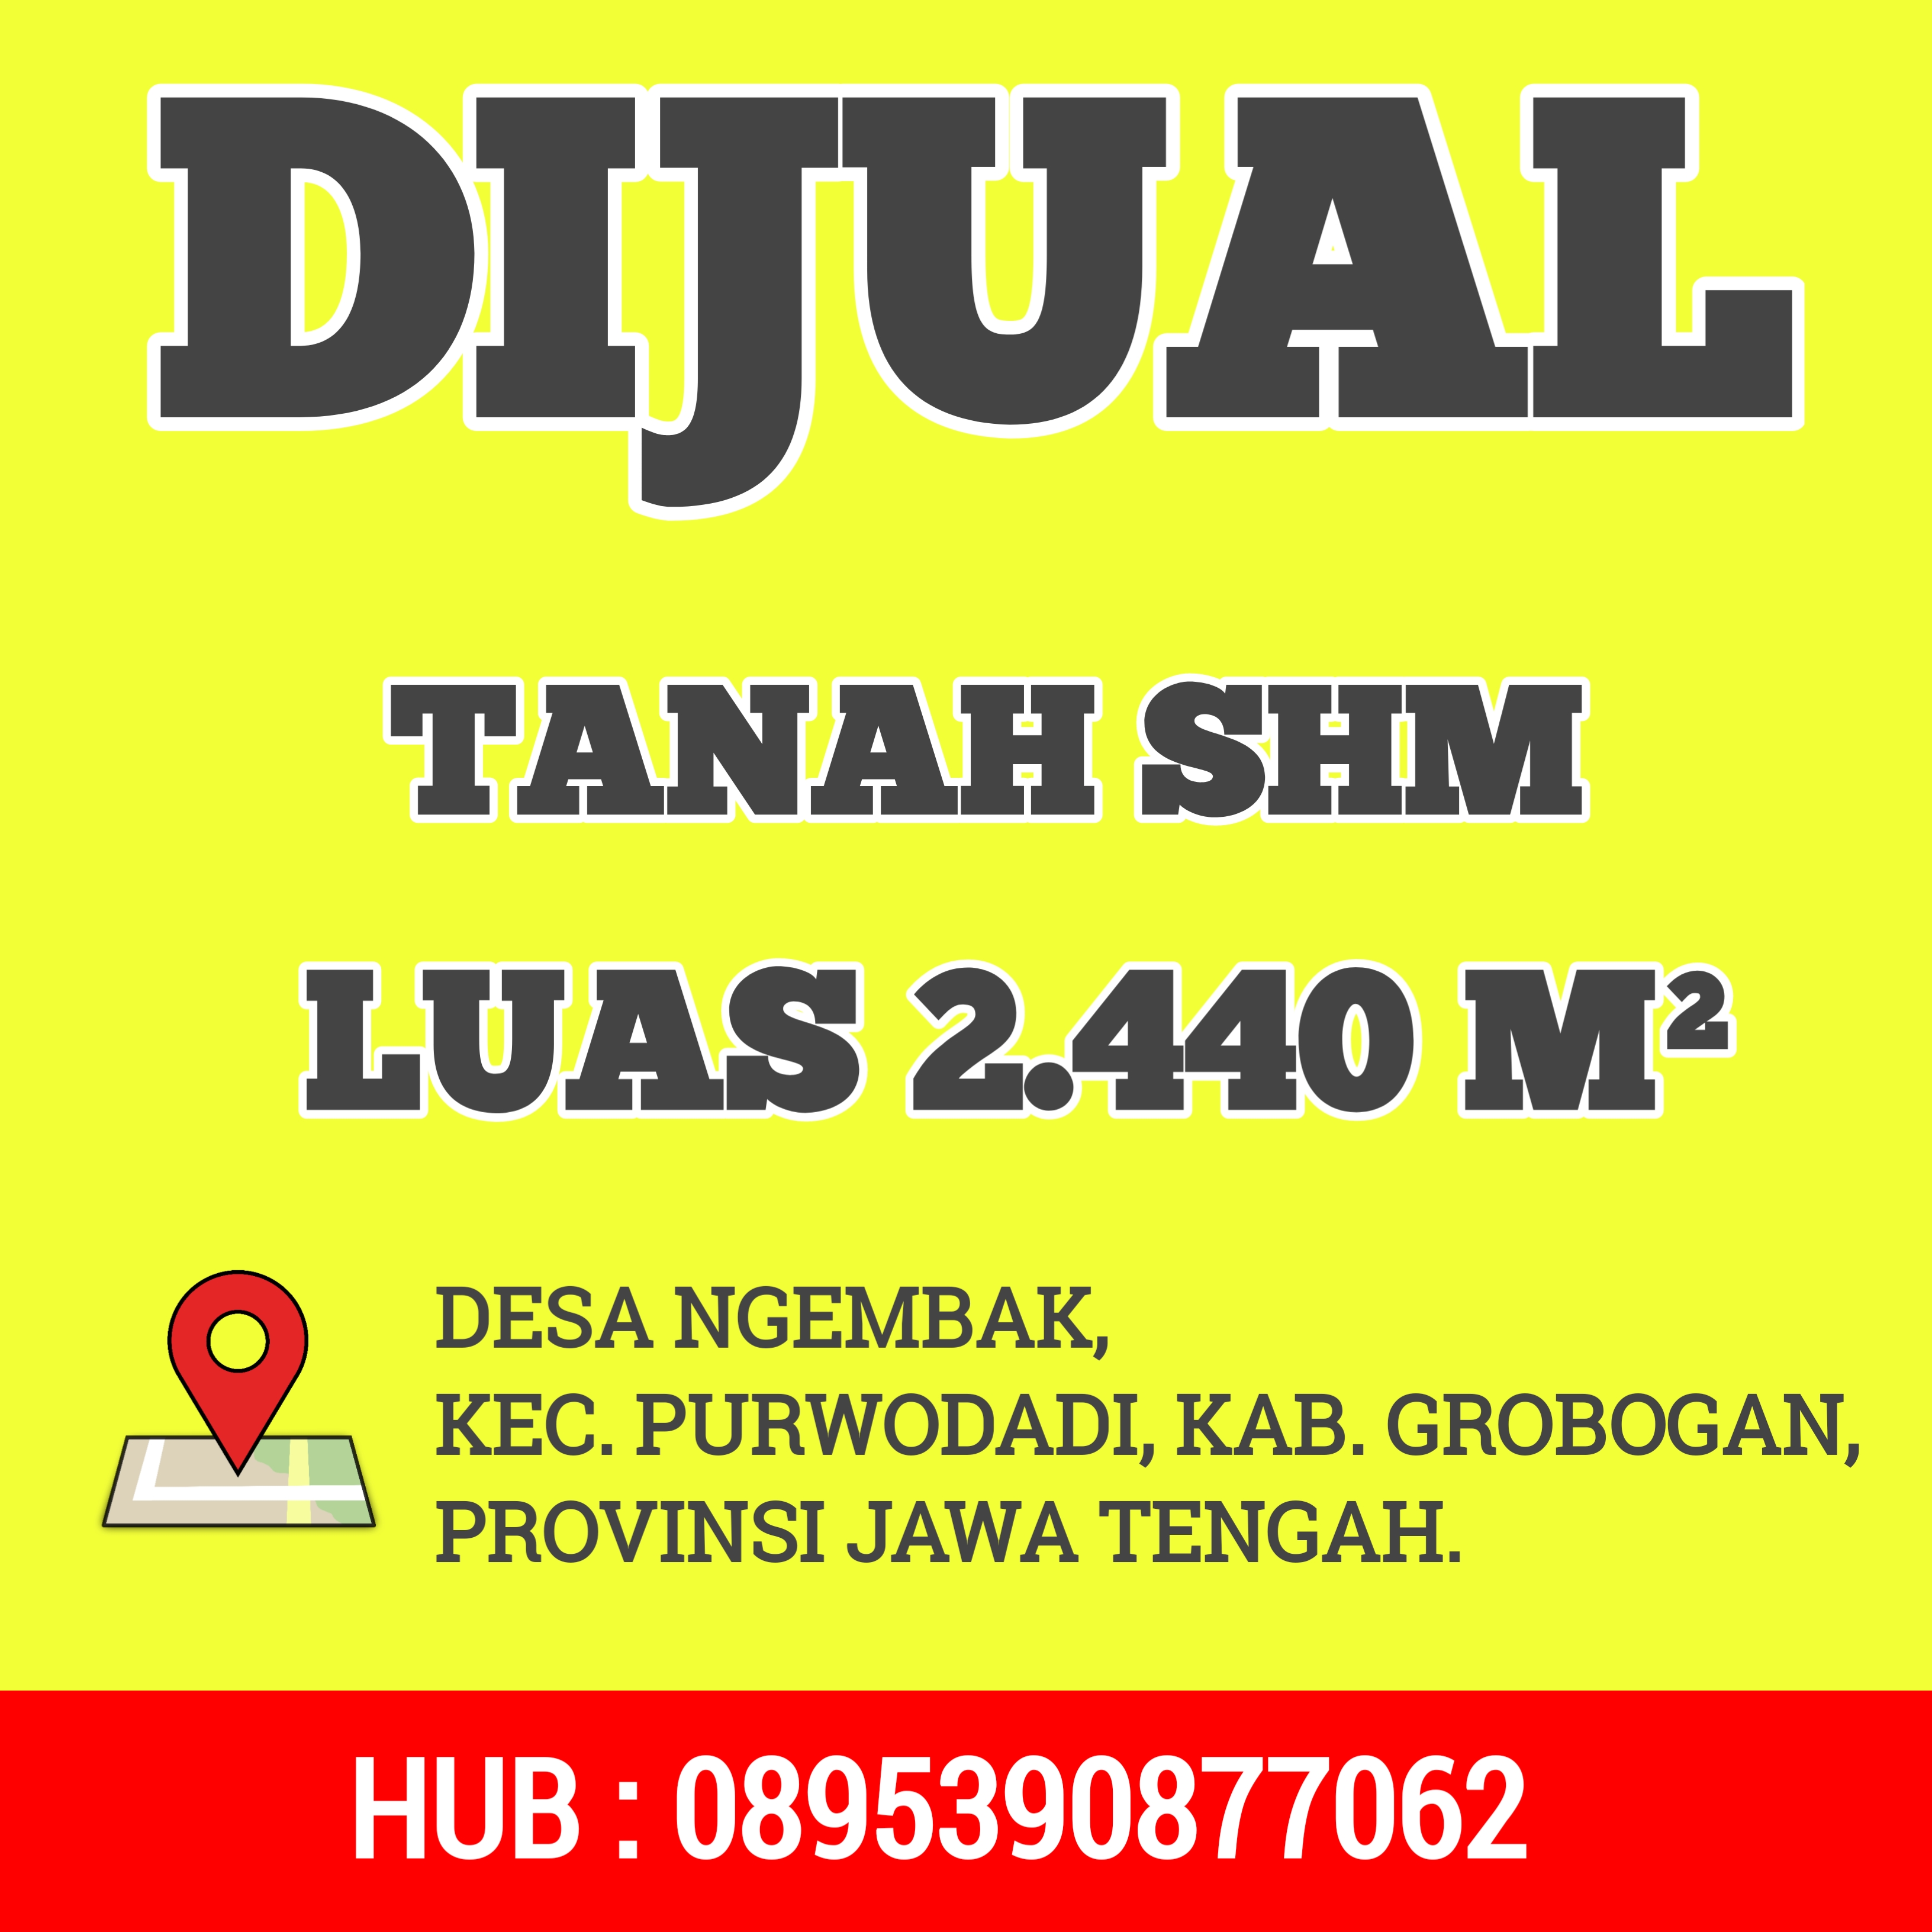 DIJUAL
TANAH SHM
LUAS 2.440 M²
DESA NGEMBAK,
KEC. PURWODADI, KAB. GROBOGAN,
PROVINSI JAWA TENGAH.
HUB : 0895390877062